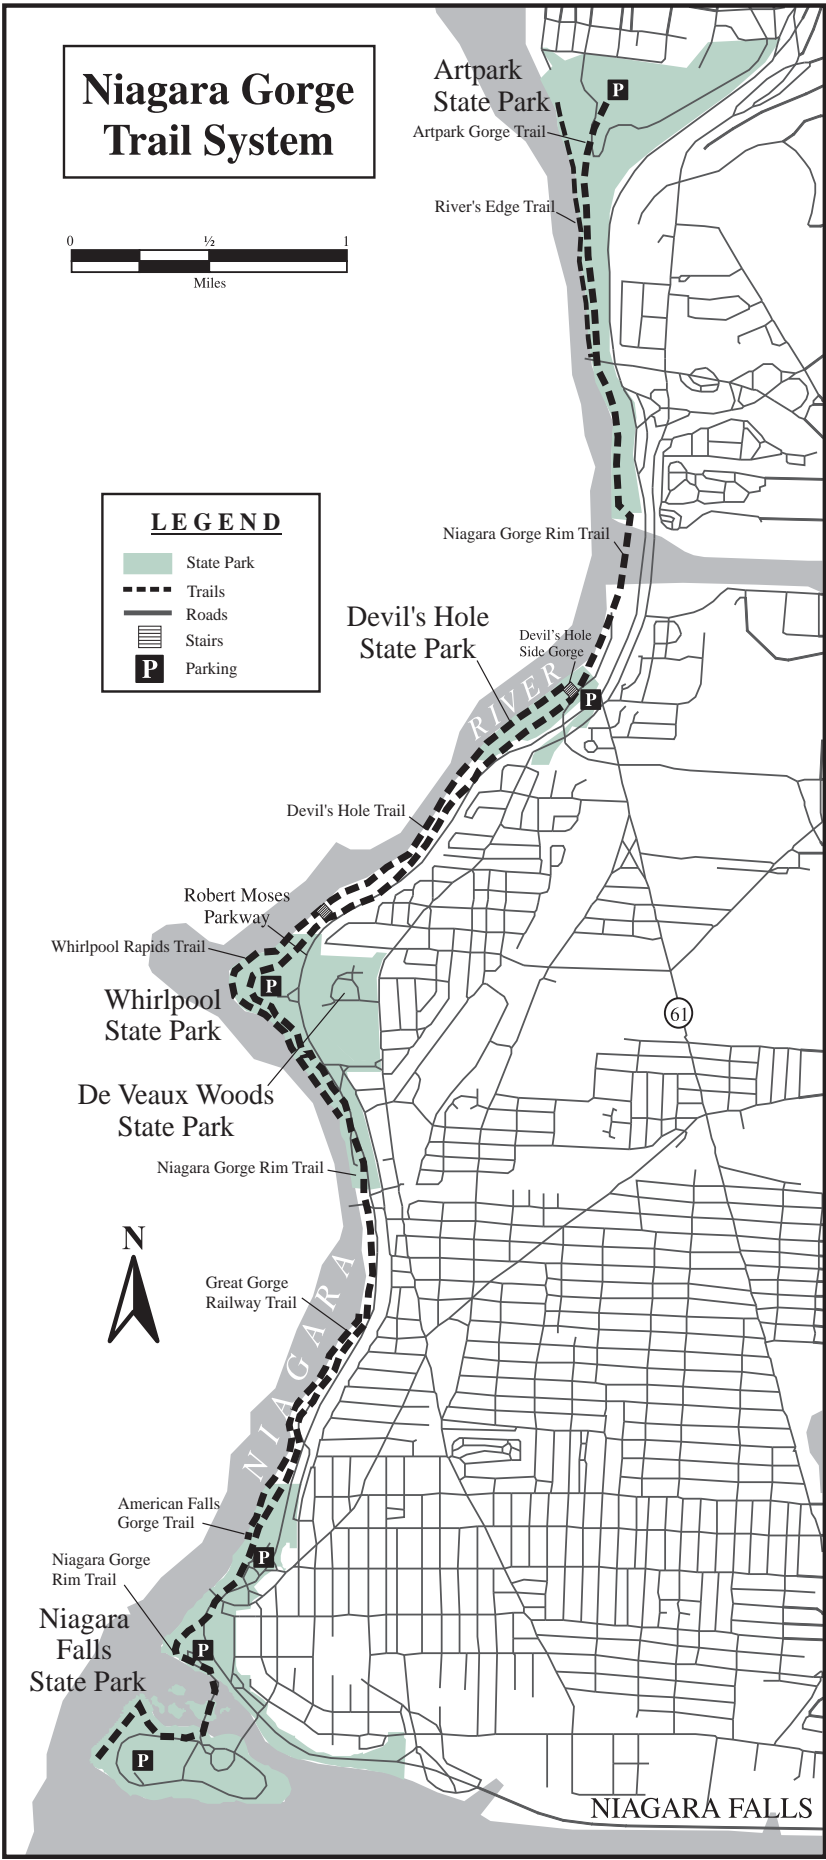 Niagara Gorge
Trail System
0 ½ 1
Miles
Artpark
State Park
P
Artpark Gorge Trail
River's Edge Trail
LEGEND
State Park
Trails
Roads
Stairs
P Parking
Niagara Gorge Rim Trail
Devil's Hole
State Park
Devil's Hole
Side Gorge
P
RIVER
Devil's Hole Trail
Robert Moses
Parkway
Whirlpool Rapids Trail
P
Whirlpool
State Park
61
De Veaux Woods
State Park
Niagara Gorge Rim Trail
N
Great Gorge
Railway Trail
NIAGARA
American Falls
Gorge Trail
P
Niagara Gorge
Rim Trail
Niagara
Falls
State Park
P
P
NIAGARA FALLS